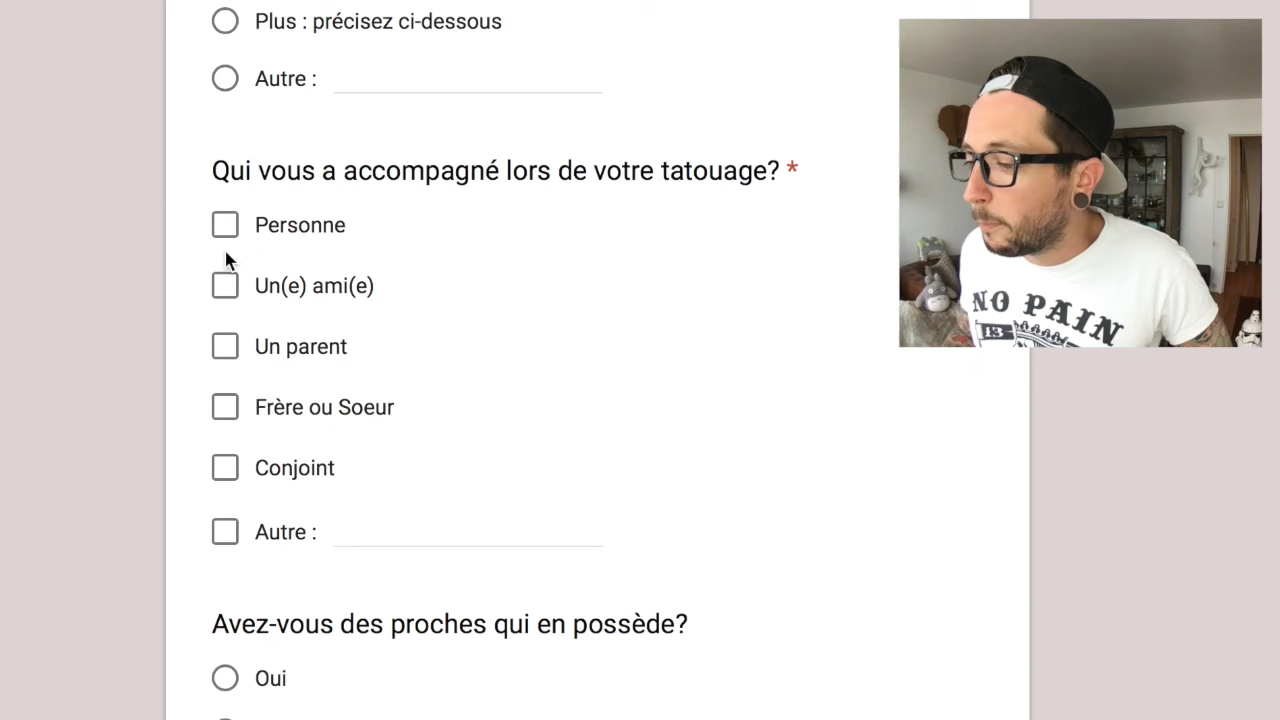 Plus : précisez ci-dessous
Autre :
Qui vous a accompagné lors de votre tatouage? *
Personne
Un(e) ami(e)
Un parent
Frère ou Soeur
Conjoint
Autre :
Avez-vous des proches qui en possède?
Oui
NO PAIN
13